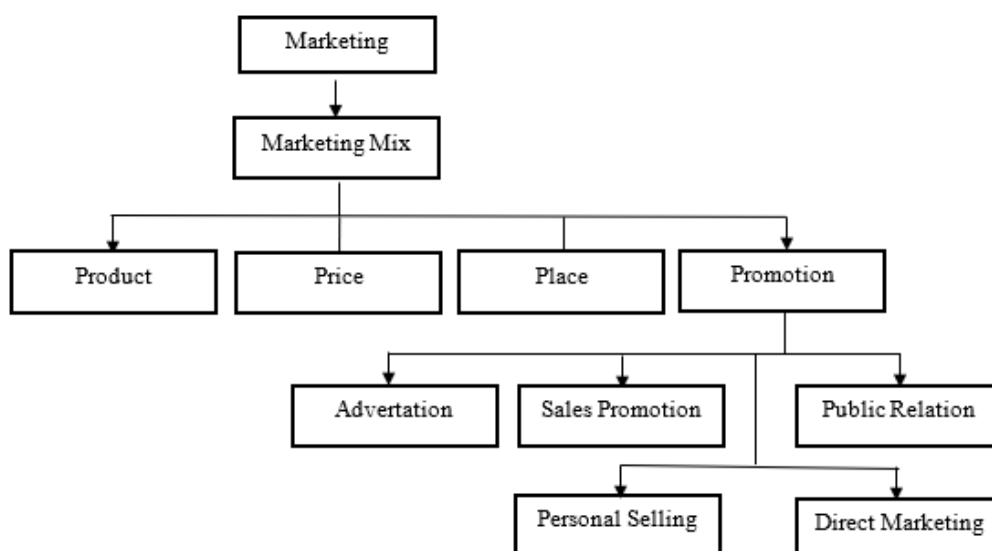 Marketing
Marketing Mix
Product
Price
Place
Promotion
Advertation
Sales Promotion
Public Relation
Personal Selling
Direct Marketing